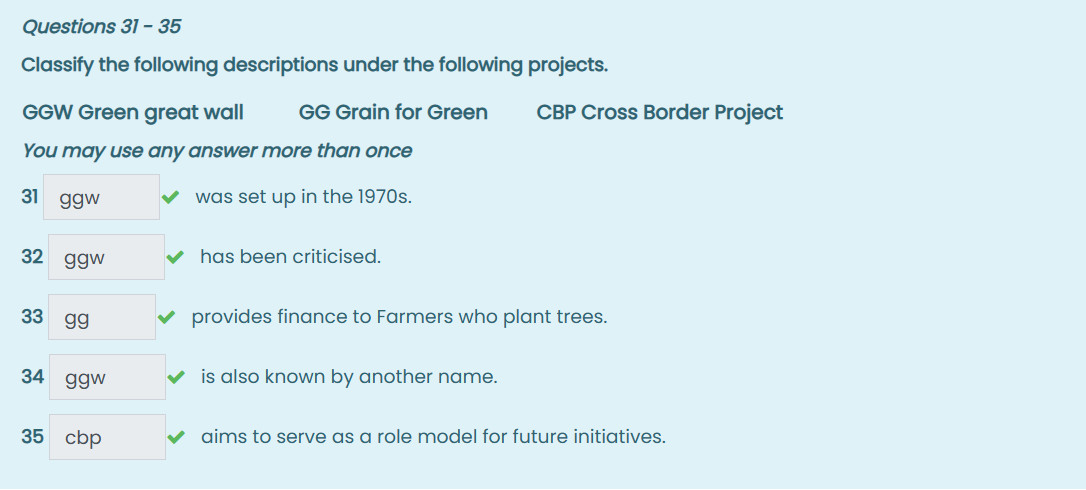 Questions 31 - 35
Classify the following descriptions under the following projects.
GGW Green great wall GG Grain for Green CBP Cross Border Project
You may use any answer more than once
31 ggw was set up in the 1970s.
32 ggw has been criticised.
33 gg provides finance to Farmers who plant trees.
34 ggw is also known by another name.
35 cbp aims to serve as a role model for future initiatives.